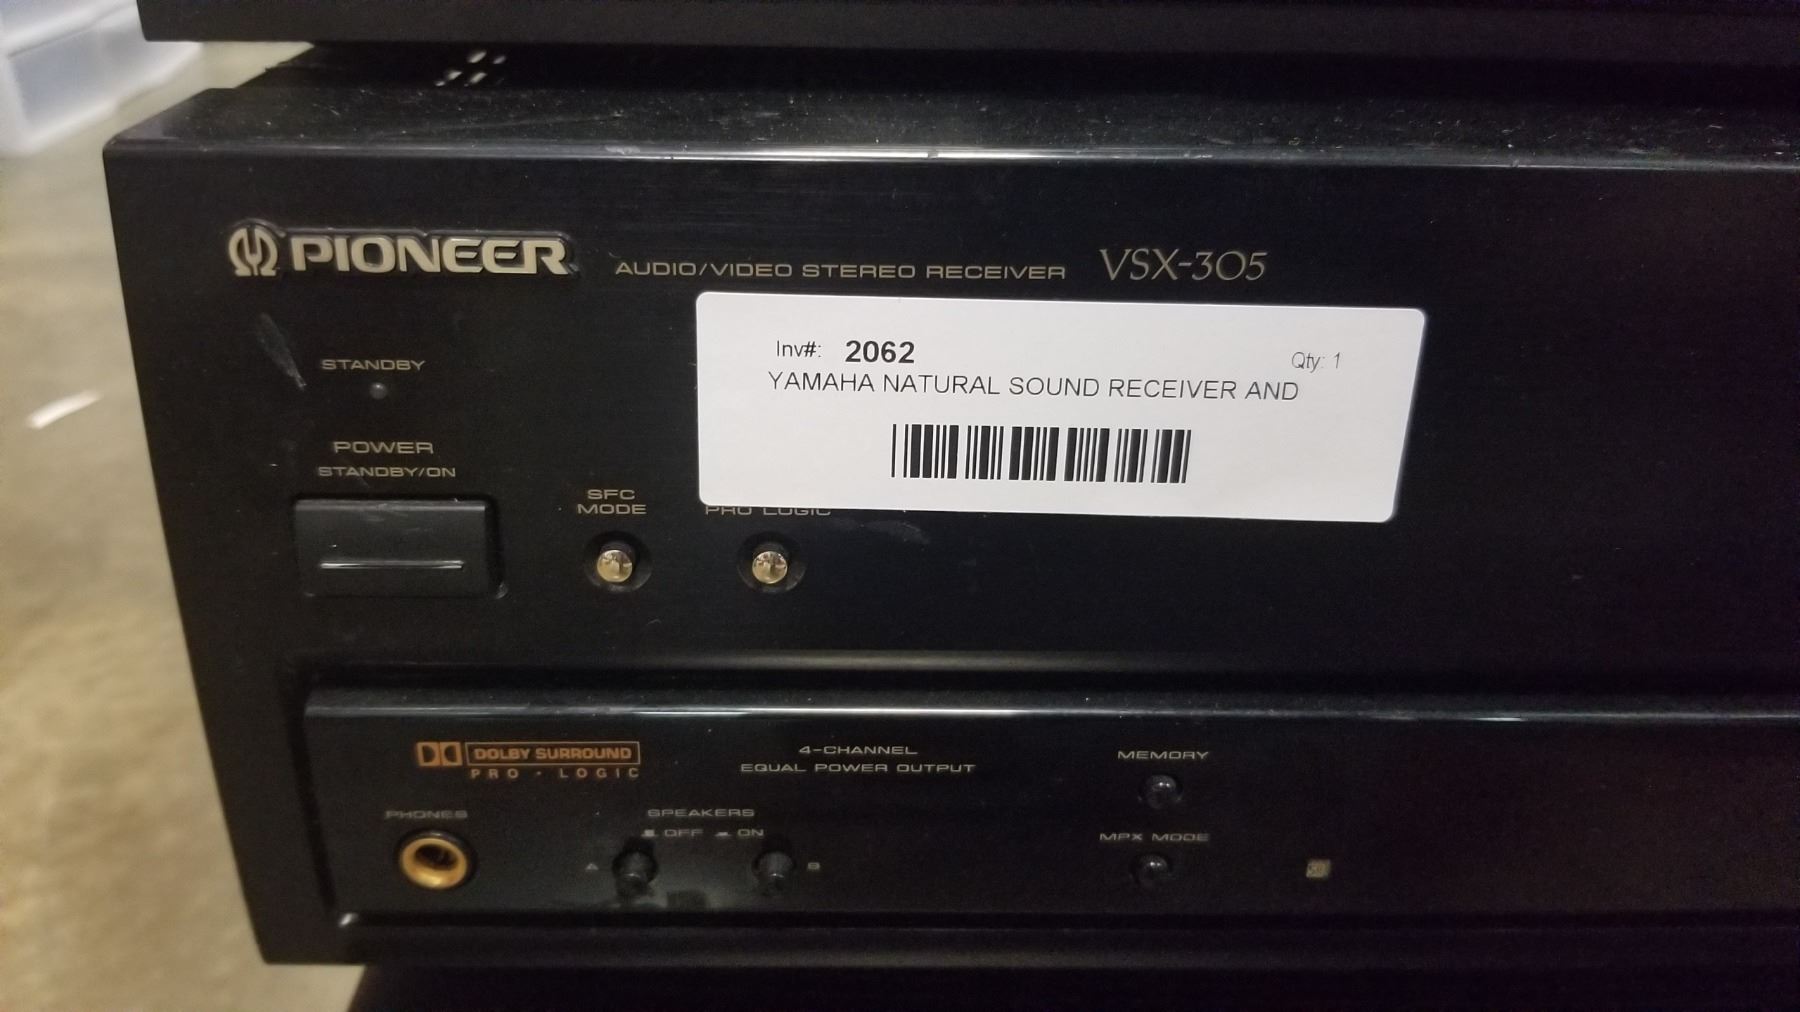 PIONEER
AUDIO/VIDEO STEREO RECEIVER VSX-305
Inv#: 2062 Qty: 1
YAMAHA NATURAL SOUND RECEIVER AND
STANDBY
POWER
STANDBY/ON
SFC
MODE
PRO LOGIC
DOLBY SURROUND
PRO • LOGIC
4-CHANNEL
EQUAL POWER OUTPUT
MEMORY
PHONES
SPEAKERS
OFF ON
A B
MPX MODE